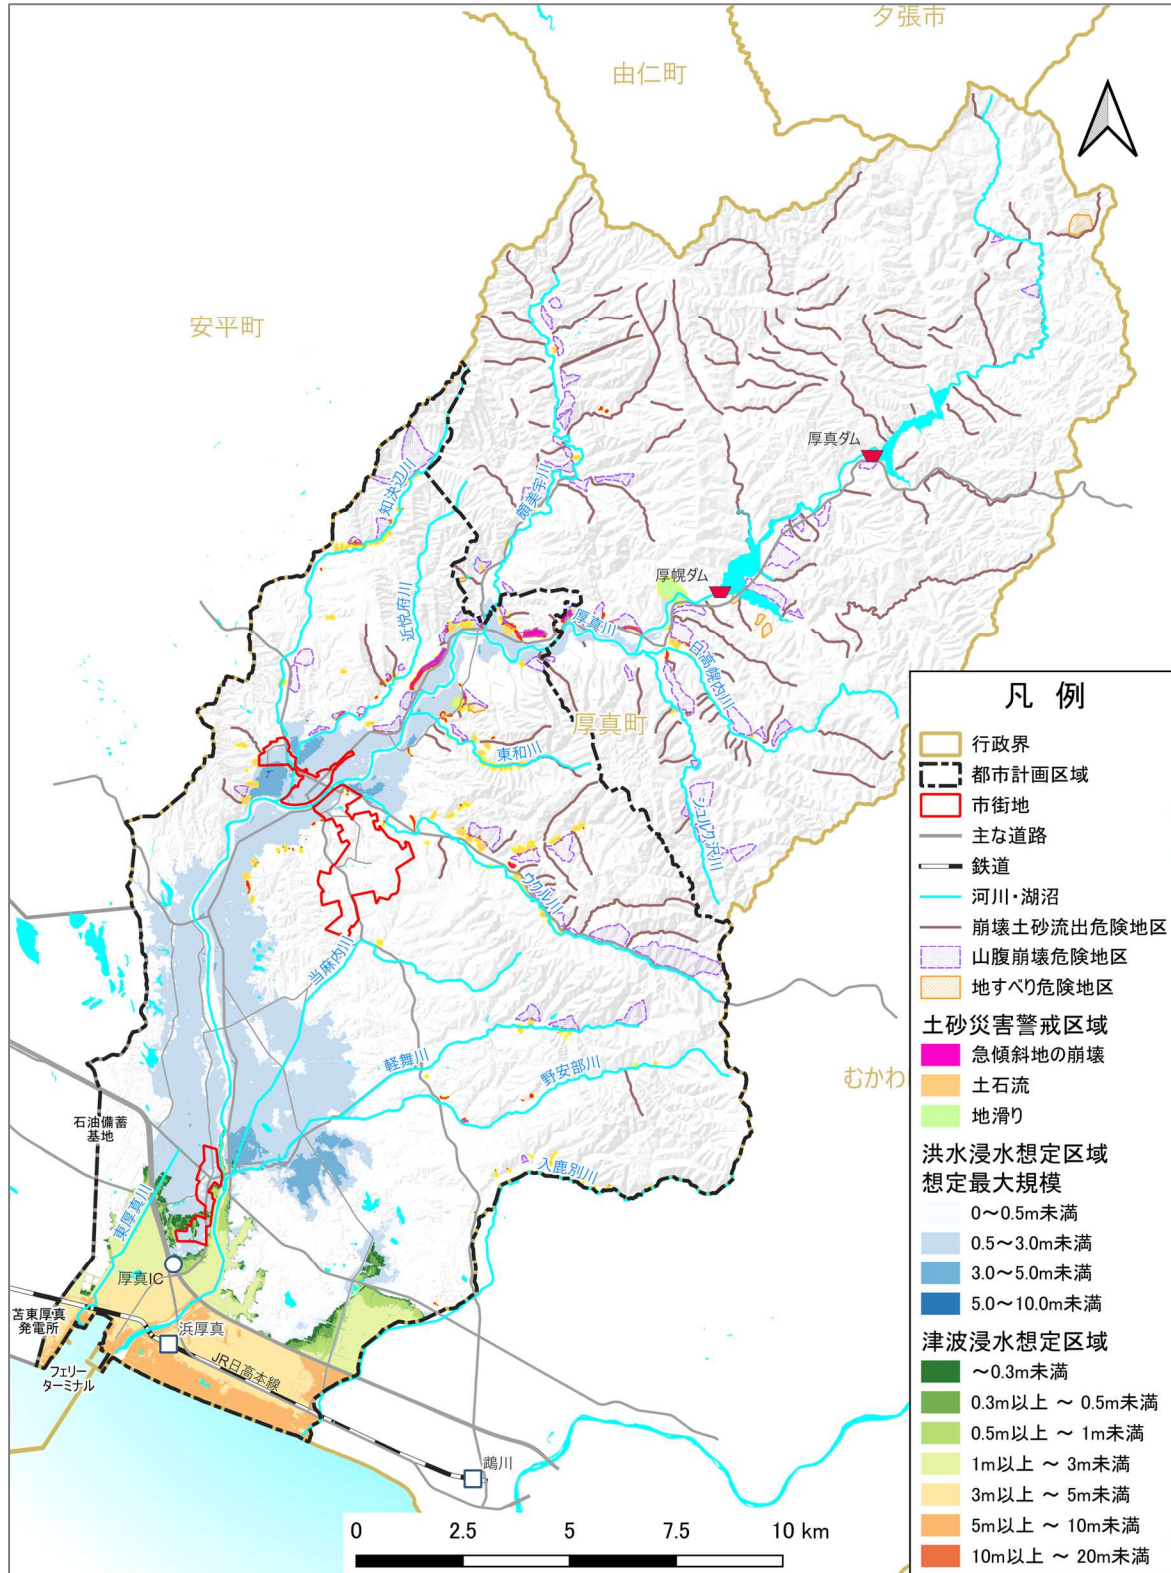 夕張市
由仁町
安平町
厚真ダム
知決辺川
頗美宇川
厚幌ダム
近悦府川
厚真川
日高幌内川
厚真町
東和川
シュルク沢川
ウクル川
当麻内川
軽舞川
野安部川
むかわ
石油備蓄
基地
入鹿別川
東厚真川
厚真IC
苫東厚真
発電所
浜厚真
JR日高本線
フェリー
ターミナル
鵡川
0 2.5 5 7.5 10 km
凡 例
行政界
都市計画区域
市街地
主な道路
鉄道
河川・湖沼
崩壊土砂流出危険地区
山腹崩壊危険地区
地すべり危険地区
土砂災害警戒区域
急傾斜地の崩壊
土石流
地滑り
洪水浸水想定区域
想定最大規模
0～0.5m未満
0.5～3.0m未満
3.0～5.0m未満
5.0～10.0m未満
津波浸水想定区域
～0.3m未満
0.3m以上 ～ 0.5m未満
0.5m以上 ～ 1m未満
1m以上 ～ 3m未満
3m以上 ～ 5m未満
5m以上 ～ 10m未満
10m以上 ～ 20m未満